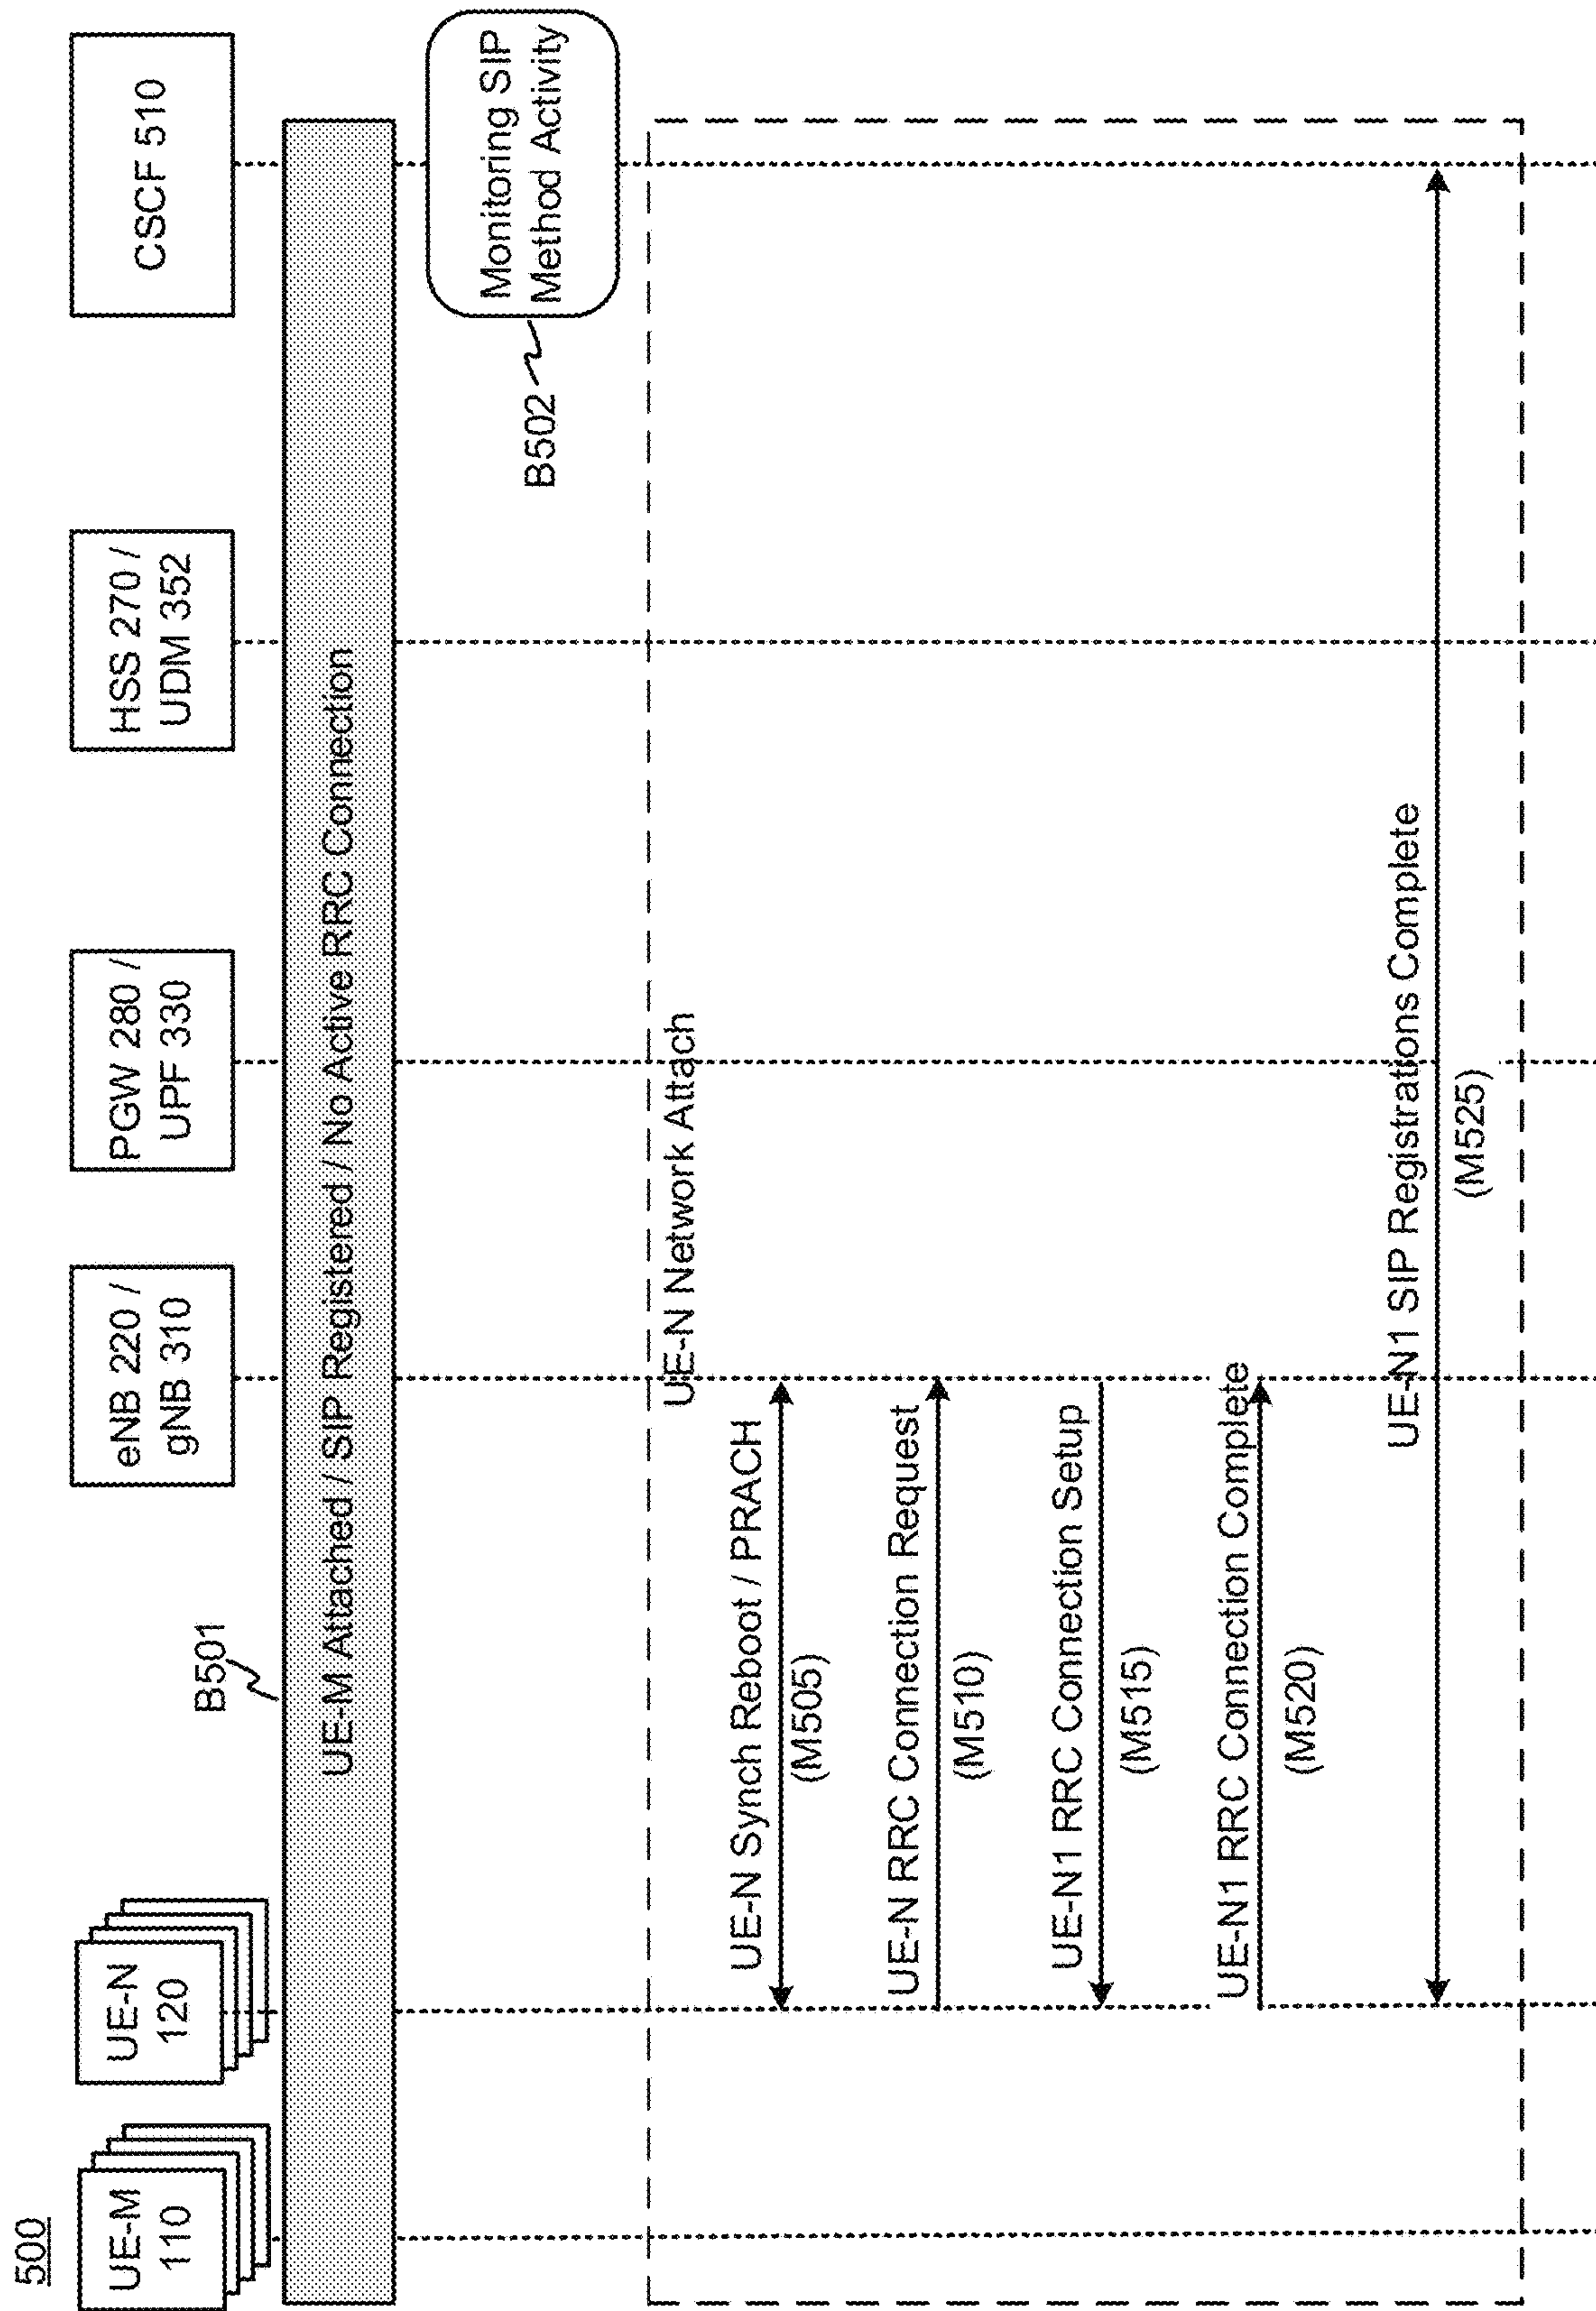 500
UE-M
110
UE-N
120
eNB 220 /
gNB 310
PGW 280 /
UPF 330
HSS 270 /
UDM 352
CSCF 510
B501
UE-M Attached / SIP Registered / No Active RRC Connection
B502
Monitoring SIP
Method Activity
UE-N Network Attach
UE-N Synch Reboot / PRACH
(M505)
UE-N RRC Connection Request
(M510)
UE-N1 RRC Connection Setup
(M515)
UE-N1 RRC Connection Complete
(M520)
UE-N1 SIP Registrations Complete
(M525)